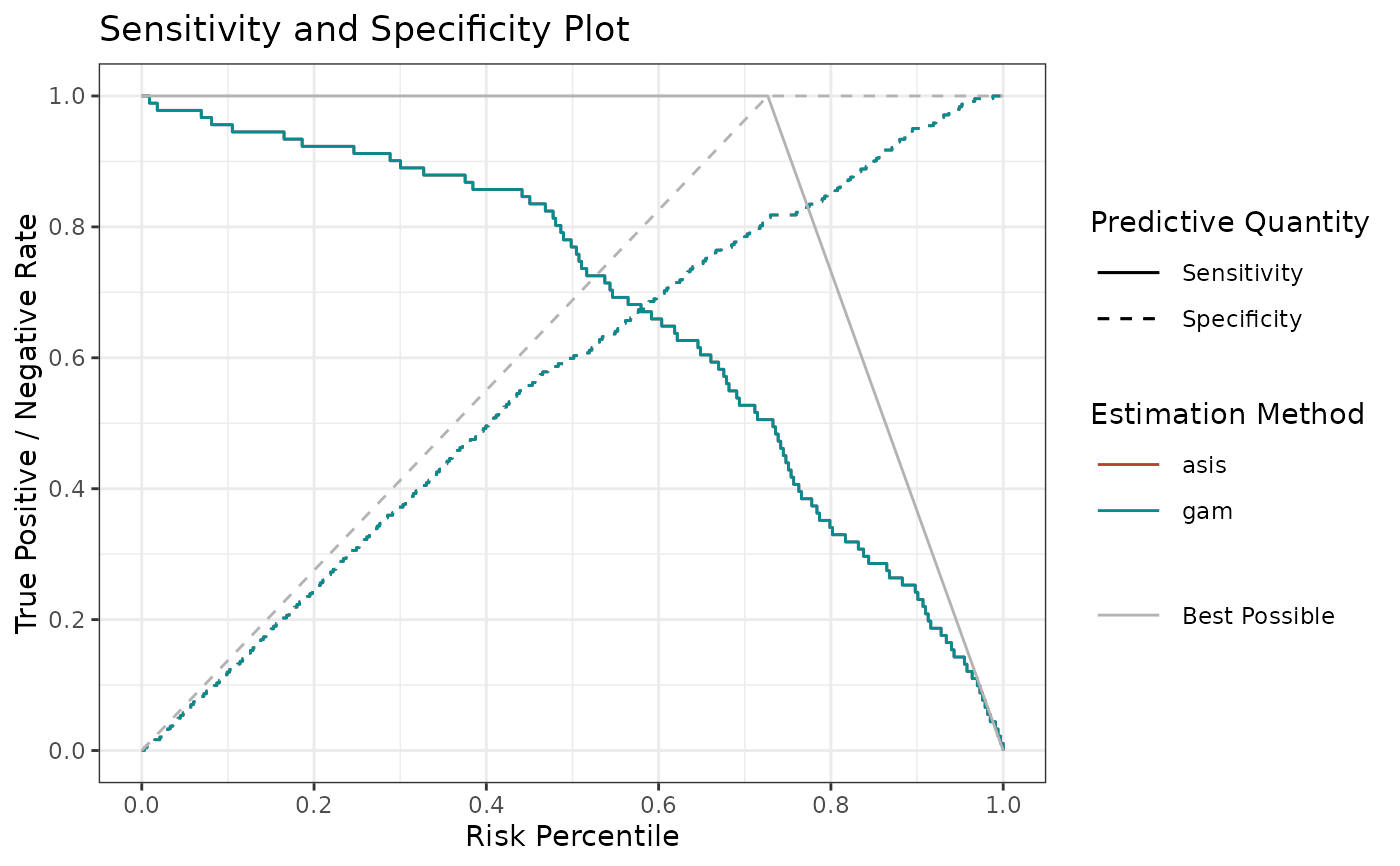 Sensitivity and Specificity Plot
True Positive / Negative Rate
1.0
0.8
0.6
0.4
0.2
0.0
0.0 0.2 0.4 0.6 0.8 1.0
Risk Percentile
Predictive Quantity
Sensitivity
Specificity
Estimation Method
asis
gam
Best Possible